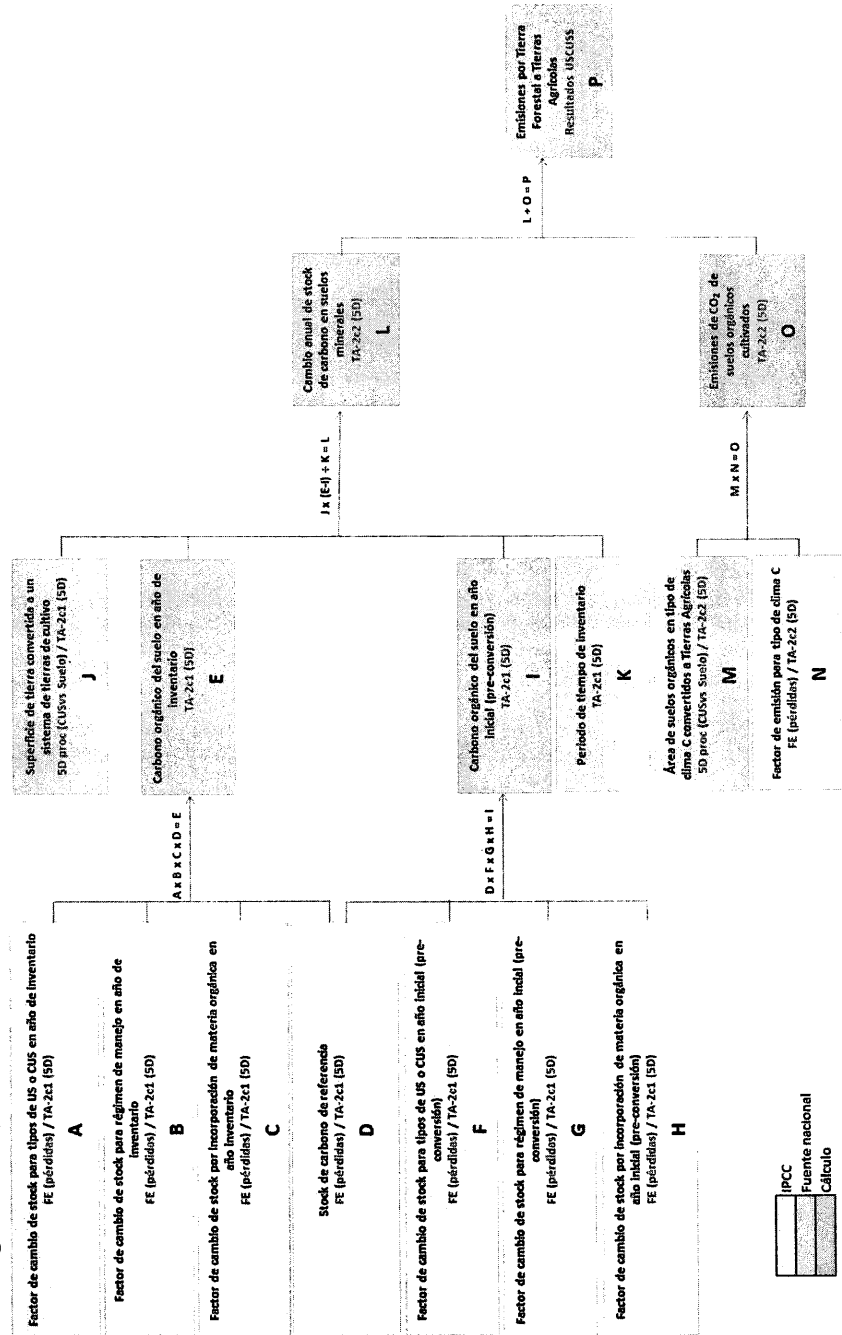 Factor de cambio de stock para tipos de US o CUS en año de inventario
FE (pérdidas) / TA-2c1 (5D)
A
Factor de cambio de stock para régimen de manejo en año de
inventario
FE (pérdidas) / TA-2c1 (5D)
B
Factor de cambio de stock por incorporación de materia orgánica en
año inventario
FE (pérdidas) / TA-2c1 (5D)
C
Stock de carbono de referencia
FE (pérdidas) / TA-2c1 (5D)
D
Factor de cambio de stock para tipos de US o CUS en año inicial (pre-
conversión)
FE (pérdidas) / TA-2c1 (5D)
F
Factor de cambio de stock para régimen de manejo en año incial (pre-
conversión)
FE (pérdidas) / TA-2c1 (5D)
G
Factor de cambio de stock por incorporación de materia orgánica en
año inicial (pre-conversión)
FE (pérdidas) / TA-2c1 (5D)
H
A x B x C x D = E
D x F x G x H = I
Superficie de tierra convertida a un
sistema de tierras de cultivo
5D proc (CUSvs Suelo) / TA-2c1 (5D)
J
Carbono orgánico del suelo en año de
inventario
TA-2c1 (5D)
E
Carbono orgánico del suelo en año
inicial (pre-conversión)
TA-2c1 (5D)
I
Periodo de tiempo de inventario
TA-2c1 (5D)
K
Área de suelos orgánicos en tipo de
clima C convertidos a Tierras Agrícolas
5D proc (CUSvs Suelo) / TA-2c2 (5D)
M
Factor de emisión para tipo de clima C
FE (pérdidas) / TA-2c2 (5D)
N
J x (E-I) ÷ K = L
M x N = O
Cambio anual de stock
de carbono en suelos
minerales
TA-2c2 (5D)
L
Emisiones de CO₂ de
suelos orgánicos
cultivados
TA-2c2 (5D)
O
L + O = P
Emisiones por Tierra
Forestal a Tierras
Agrícolas
Resultados USCUSS
P
IPCC
Fuente nacional
Cálculo